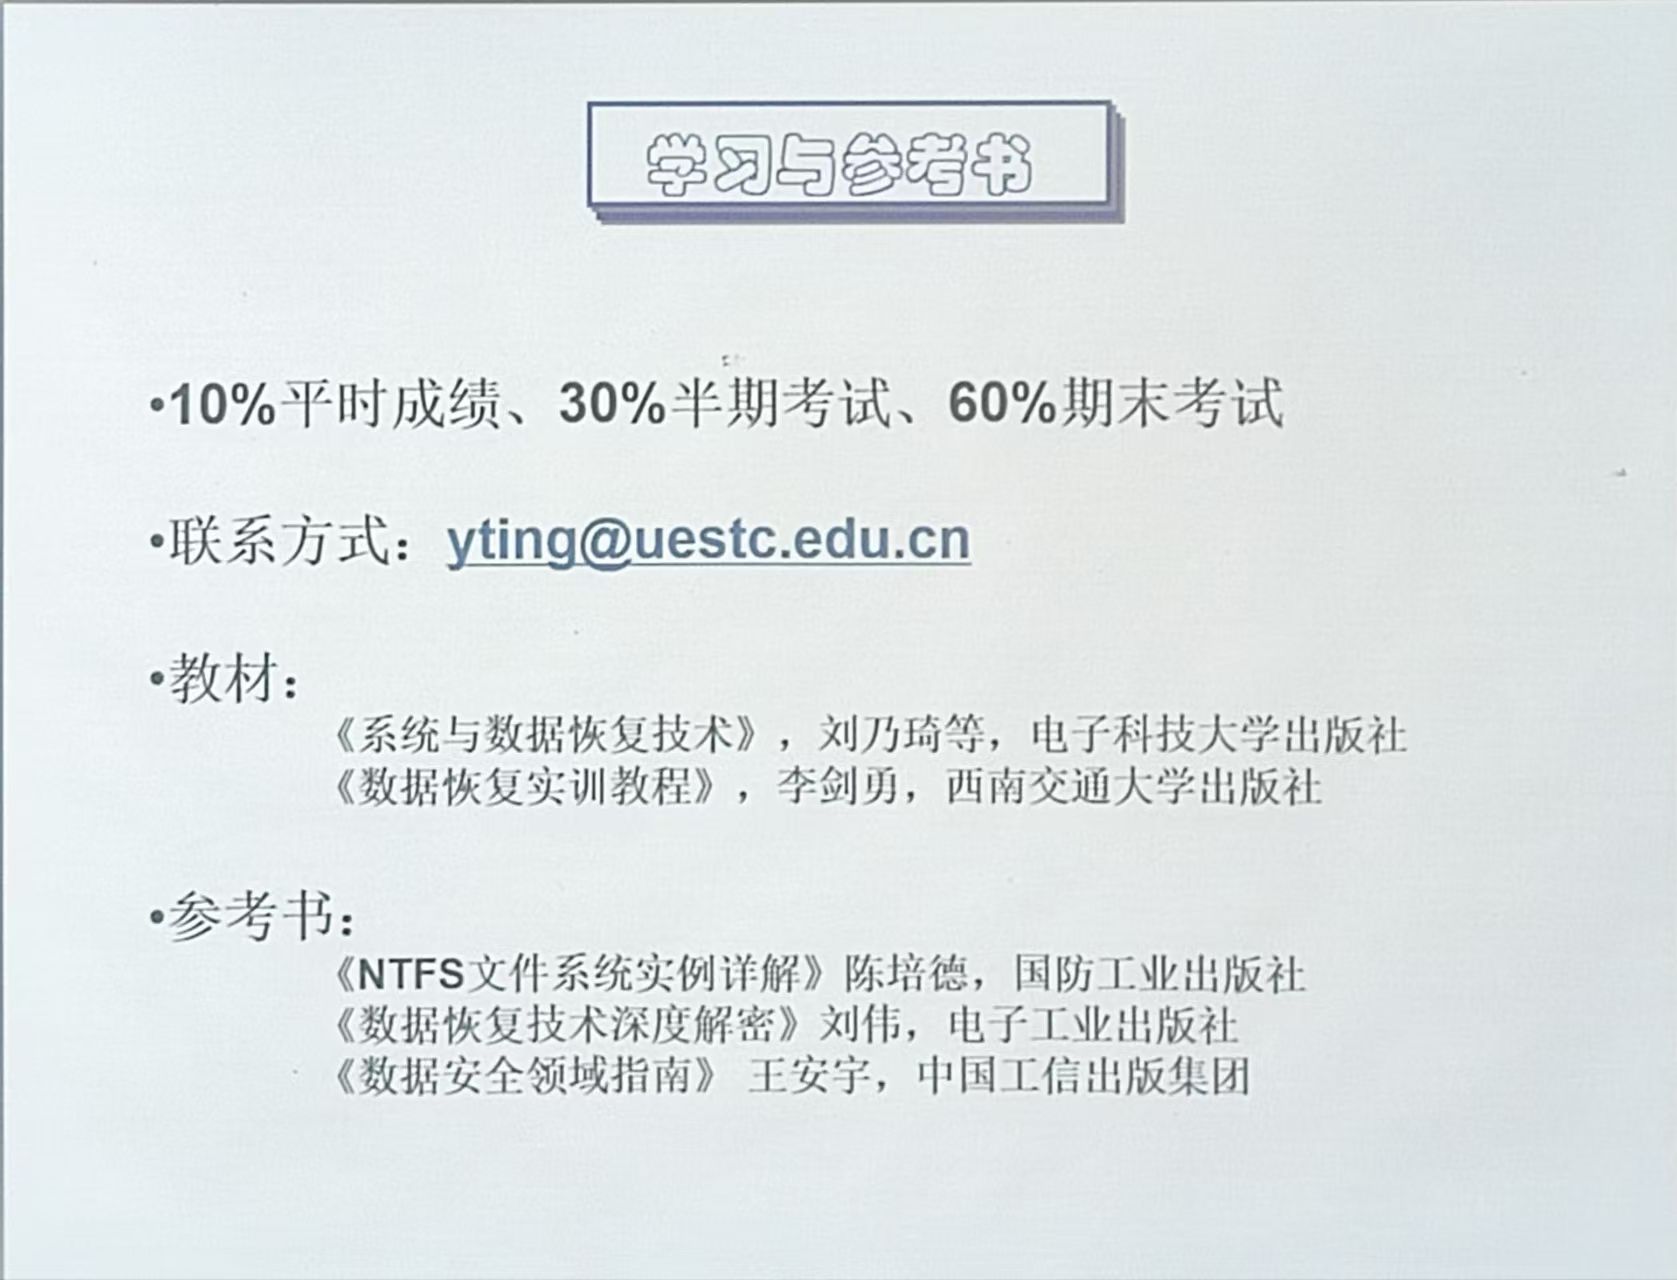 学习与参考书
•10%平时成绩、30%半期考试、60%期末考试
•联系方式：yting@uestc.edu.cn
•教材：
《系统与数据恢复技术》，刘乃琦等，电子科技大学出版社
《数据恢复实训教程》，李剑勇，西南交通大学出版社
•参考书：
《NTFS文件系统实例详解》陈培德，国防工业出版社
《数据恢复技术深度解密》刘伟，电子工业出版社
《数据安全领域指南》 王安宇，中国工信出版集团